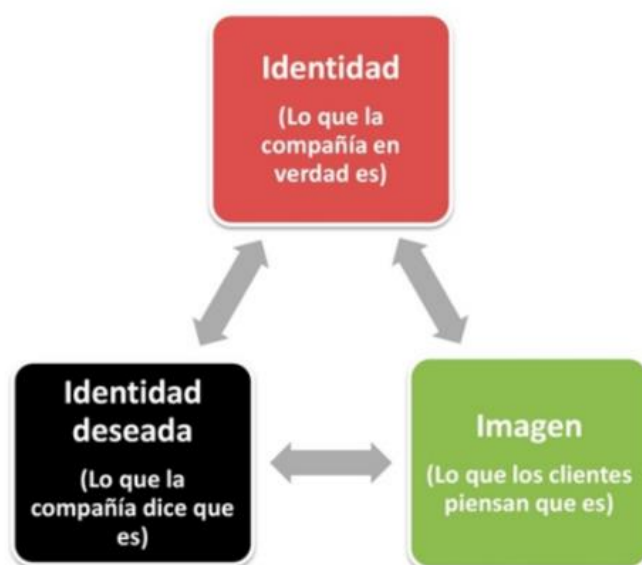 Identidad
(Lo que la
compañía en
verdad es)
Identidad
deseada
(Lo que la
compañía dice que
es)
Imagen
(Lo que los clientes
piensan que es)